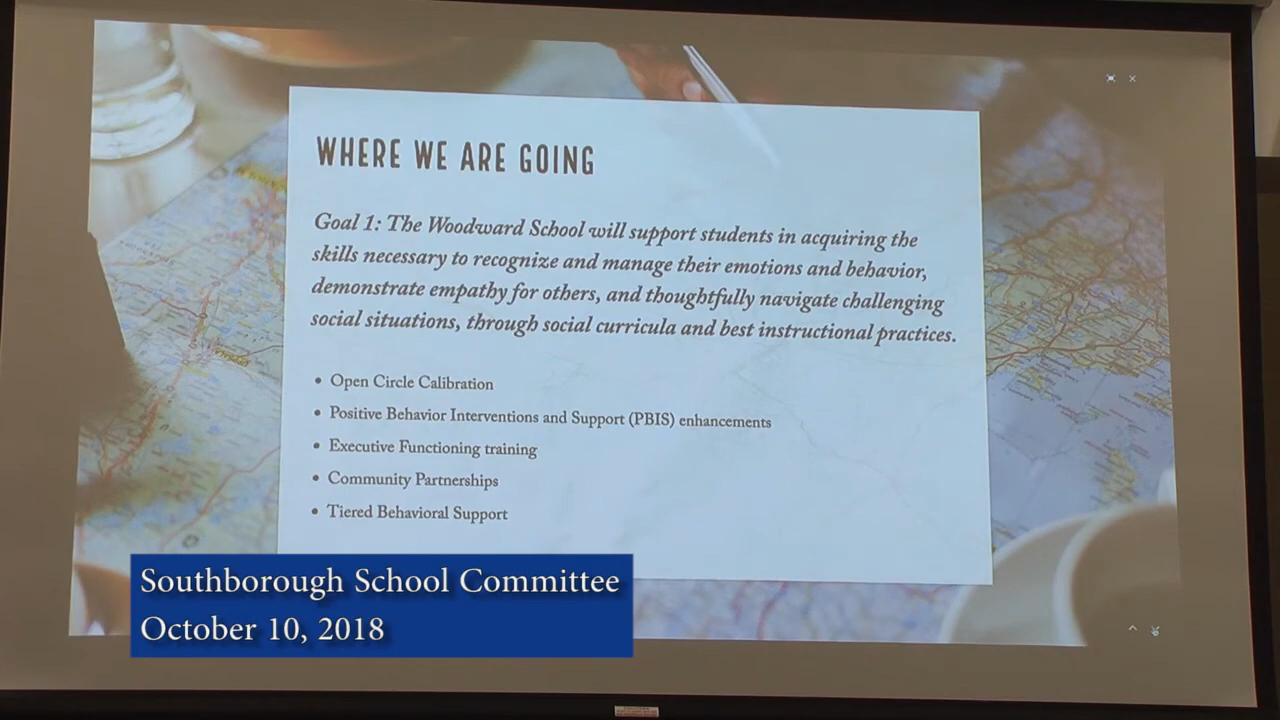 WHERE WE ARE GOING
Goal 1: The Woodward School will support students in acquiring the
skills necessary to recognize and manage their emotions and behavior,
demonstrate empathy for others, and thoughtfully navigate challenging
social situations, through social curricula and best instructional practices.
• Open Circle Calibration
• Positive Behavior Interventions and Support (PBIS) enhancements
• Executive Functioning training
• Community Partnerships
• Tiered Behavioral Support
Southborough School Committee
October 10, 2018